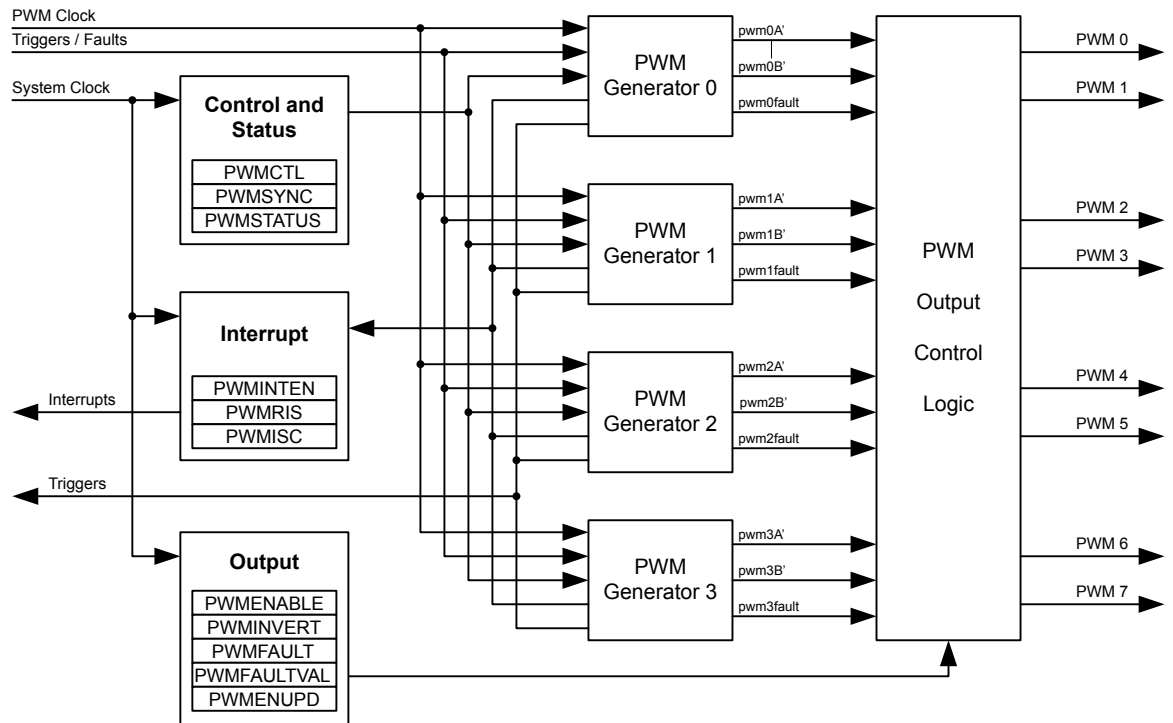 PWM Clock
Triggers / Faults
System Clock
Control and
Status
PWMCTL
PWMSYNC
PWMSTATUS
Interrupt
PWMINTEN
PWMRIS
PWMISC
Interrupts
Triggers
Output
PWMENABLE
PWMINVERT
PWMFAULT
PWMFAULTVAL
PWMENUPD
PWM
Generator 0
pwm0A’
pwm0B’
pwm0fault
PWM
Generator 1
pwm1A’
pwm1B’
pwm1fault
PWM
Generator 2
pwm2A’
pwm2B’
pwm2fault
PWM
Generator 3
pwm3A’
pwm3B’
pwm3fault
PWM
Output
Control
Logic
PWM 0
PWM 1
PWM 2
PWM 3
PWM 4
PWM 5
PWM 6
PWM 7